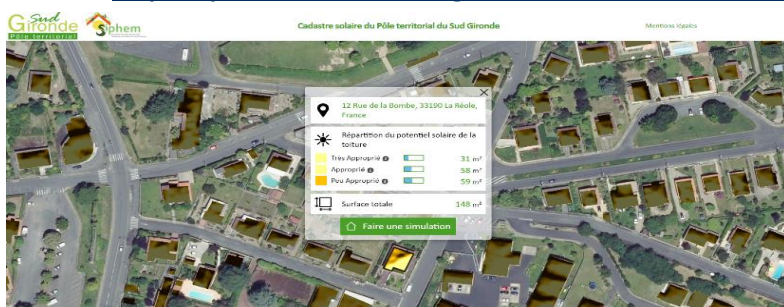 Sud
Gironde
Pôle territorial
Sphem
Cadastre solaire du Pôle territorial du Sud Gironde
Mentions légales
12 Rue de la Bombe, 33190 La Réole,
France
Répartition du potentiel solaire de la
toiture
Très Approprié 31 m²
Approprié 58 m²
Peu Approprié 59 m²
Surface totale 148 m²
Faire une simulation